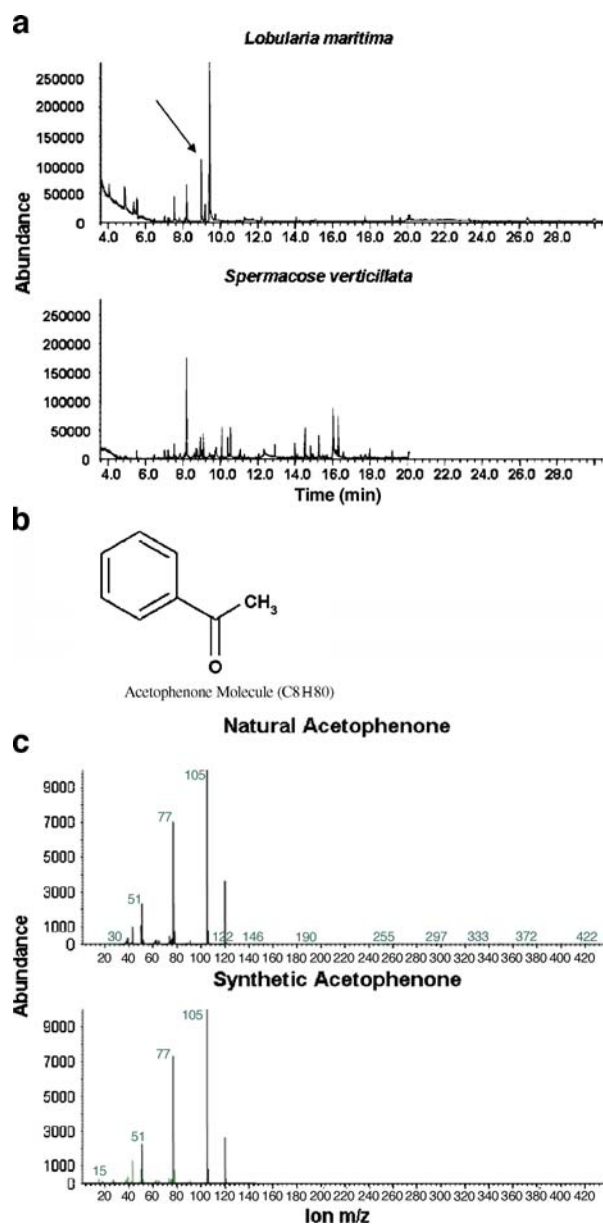 a
Lobularia maritima
250000
200000
150000
100000
50000
0
4.0 6.0 8.0 10.0 12.0 14.0 16.0 18.0 20.0 22.0 24.0 26.0 28.0
Abundance
Spermacose verticillata
250000
200000
150000
100000
50000
0
4.0 6.0 8.0 10.0 12.0 14.0 16.0 18.0 20.0 22.0 24.0 26.0 28.0
Time (min)
b
CH3
O
Acetophenone Molecule (C8H80)
c
Natural Acetophenone
9000
7000
5000
3000
1000
0
Abundance
105
77
51
30 122 146 190 255 297 333 372 422
20 40 60 80 100 120 140 160 180 200 220 240 260 280 300 320 340 360 380 400 420
Synthetic Acetophenone
9000
7000
5000
3000
1000
0
Abundance
105
77
51
15
20 40 60 80 100 120 140 160 180 200 220 240 260 280 300 320 340 360 380 400 420
Ion m/z